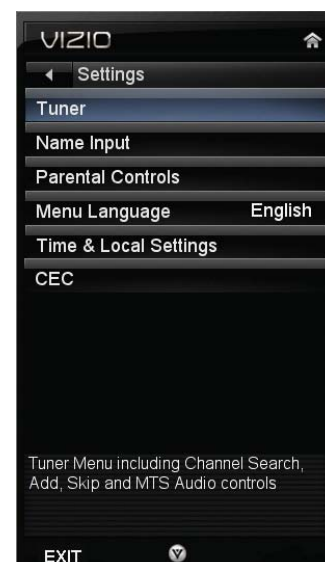 VIZIO
Settings
Tuner
Name Input
Parental Controls
Menu Language English
Time & Local Settings
CEC
Tuner Menu including Channel Search,
Add, Skip and MTS Audio controls
EXIT V